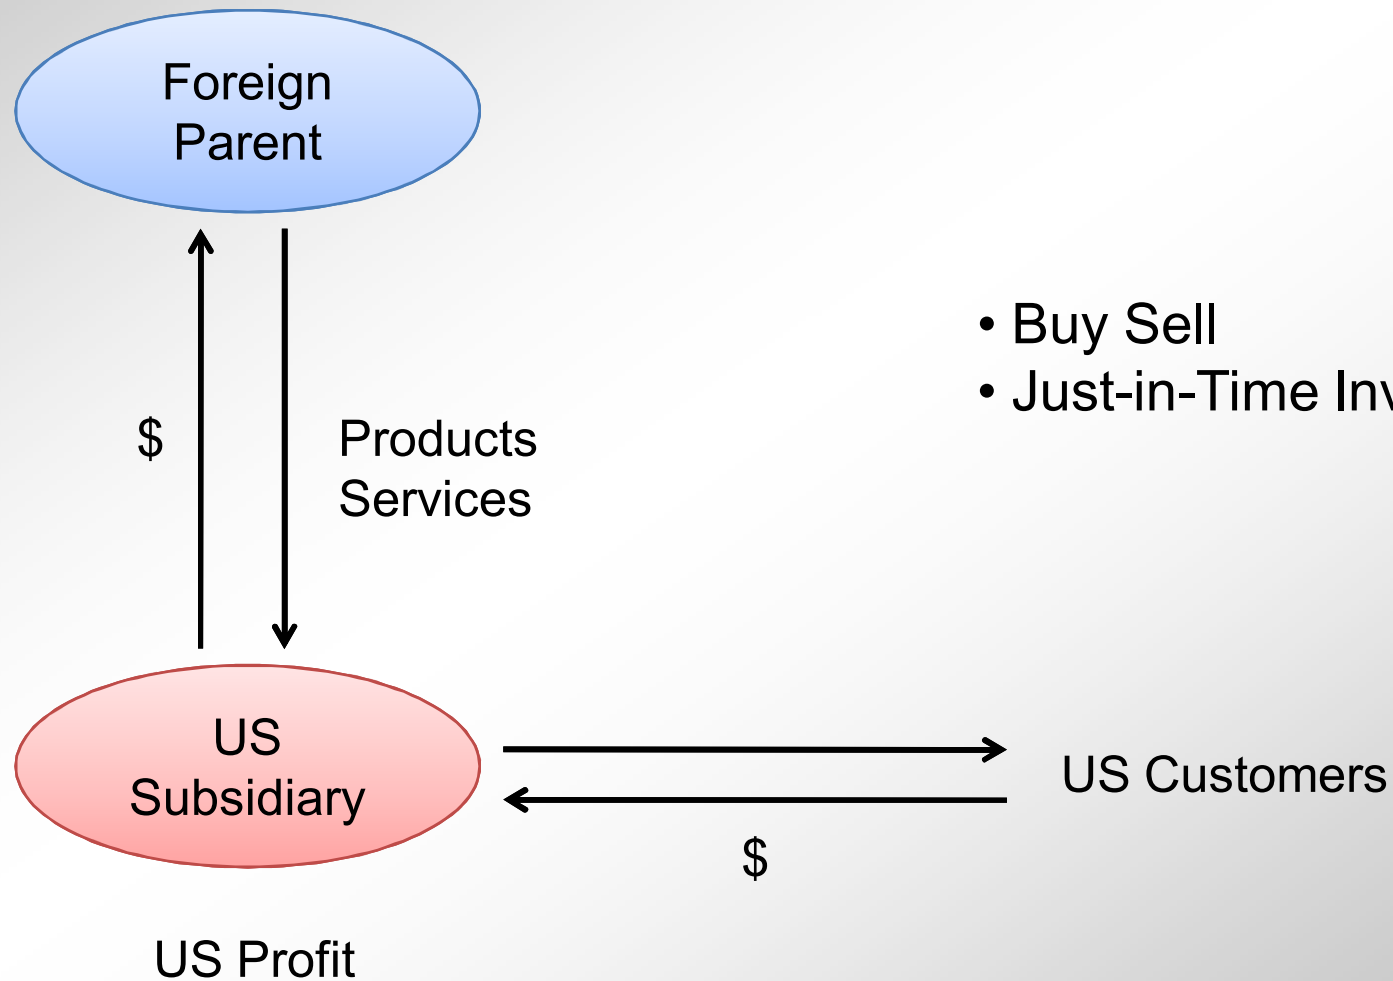 Foreign
Parent
• Buy Sell
• Just-in-Time
$
Products
Services
US
Subsidiary
US Customers
$
US Profit